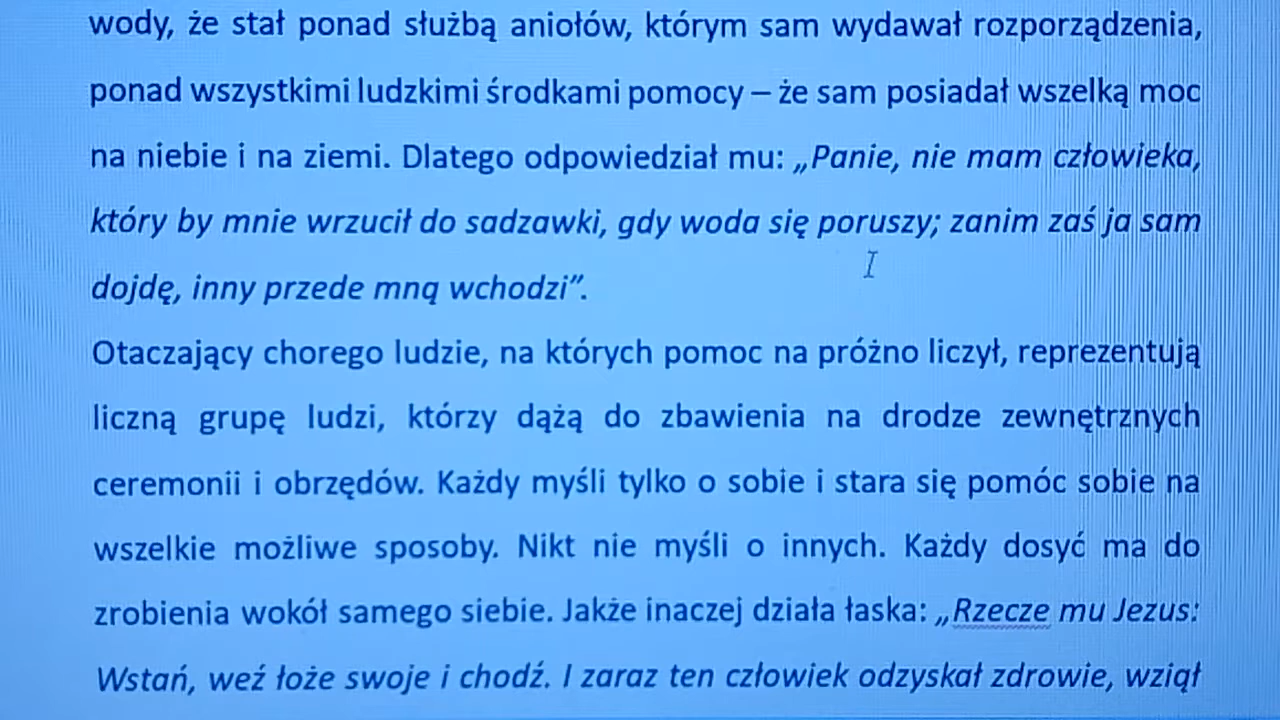 wody, że stał ponad służbą aniołów, którym sam wydawał rozporządzenia,
ponad wszystkimi ludzkimi środkami pomocy – że sam posiadał wszelką moc
na niebie i na ziemi. Dlatego odpowiedział mu: „Panie, nie mam człowieka,
który by mnie wrzucił do sadzawki, gdy woda się poruszy; zanim zaś ja sam
dojdę, inny przede mną wchodzi”.
Otaczający chorego ludzie, na których pomoc na próżno liczył, reprezentują
liczną grupę ludzi, którzy dążą do zbawienia na drodze zewnętrznych
ceremonii i obrzędów. Każdy myśli tylko o sobie i stara się pomóc sobie na
wszelkie możliwe sposoby. Nikt nie myśli o innych. Każdy dosyć ma do
zrobienia wokół samego siebie. Jakże inaczej działa łaska: „Rzecze mu Jezus:
Wstań, weź łoże swoje i chodź. I zaraz ten człowiek odzyskał zdrowie, wziął